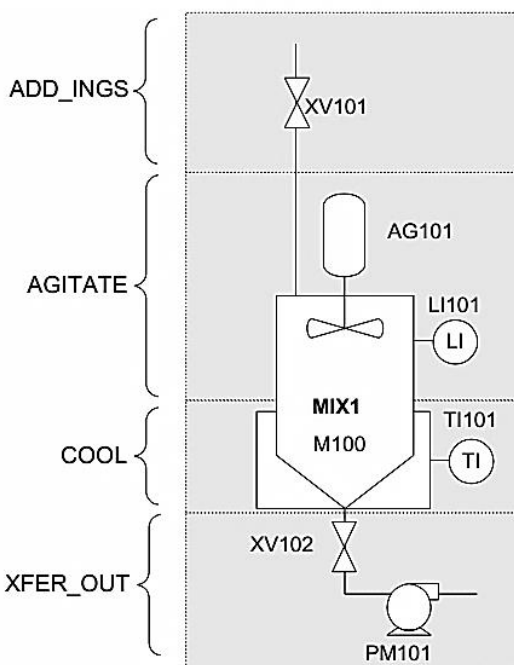 ADD_INGS
XV101
AG101
AGITATE
LI101
LI
MIX1
M100
TI101
COOL
TI
XV102
XFER_OUT
PM101